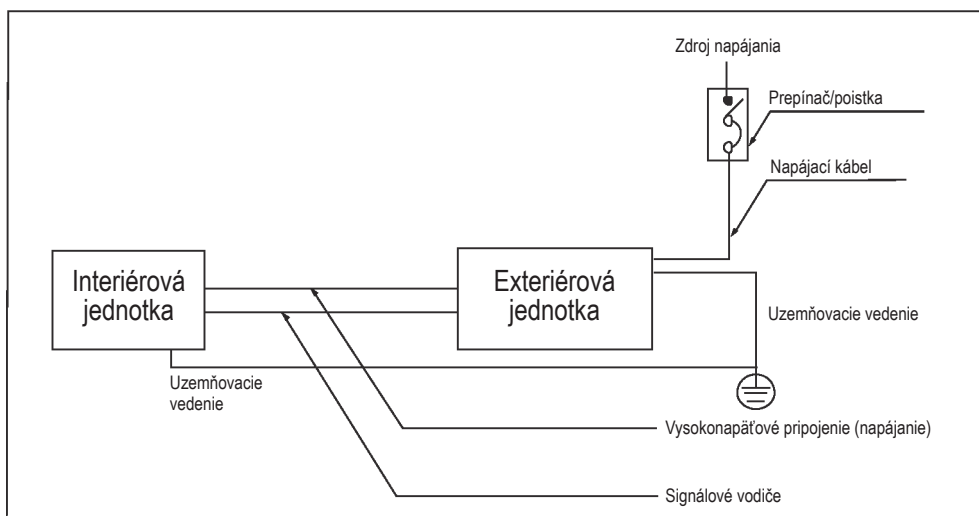 Zdroj napájania
Prepínač/poistka
Napájací kábel
Interiérová
jednotka
Exteriérová
jednotka
Uzemňovacie vedenie
Uzemňovacie
vedenie
Vysokonapäťové pripojenie (napájanie)
Signálové vodiče